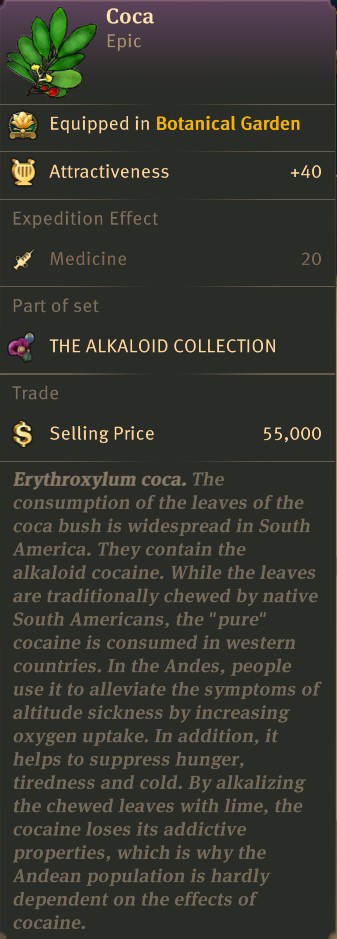 Coca
Epic
Equipped in Botanical Garden
Attractiveness +40
Expedition Effect
Medicine 20
Part of set
THE ALKALOID COLLECTION
Trade
Selling Price 55,000
Erythroxylum coca. The
consumption of the leaves of the
coca bush is widespread in South
America. They contain the
alkaloid cocaine. While the leaves
are traditionally chewed by native
South Americans, the "pure"
cocaine is consumed in western
countries. In the Andes, people
use it to alleviate the symptoms of
altitude sickness by increasing
oxygen uptake. In addition, it
helps to suppress hunger,
tiredness and cold. By alkalizing
the chewed leaves with lime, the
cocaine loses its addictive
properties, which is why the
Andean population is hardly
dependent on the effects of
cocaine.